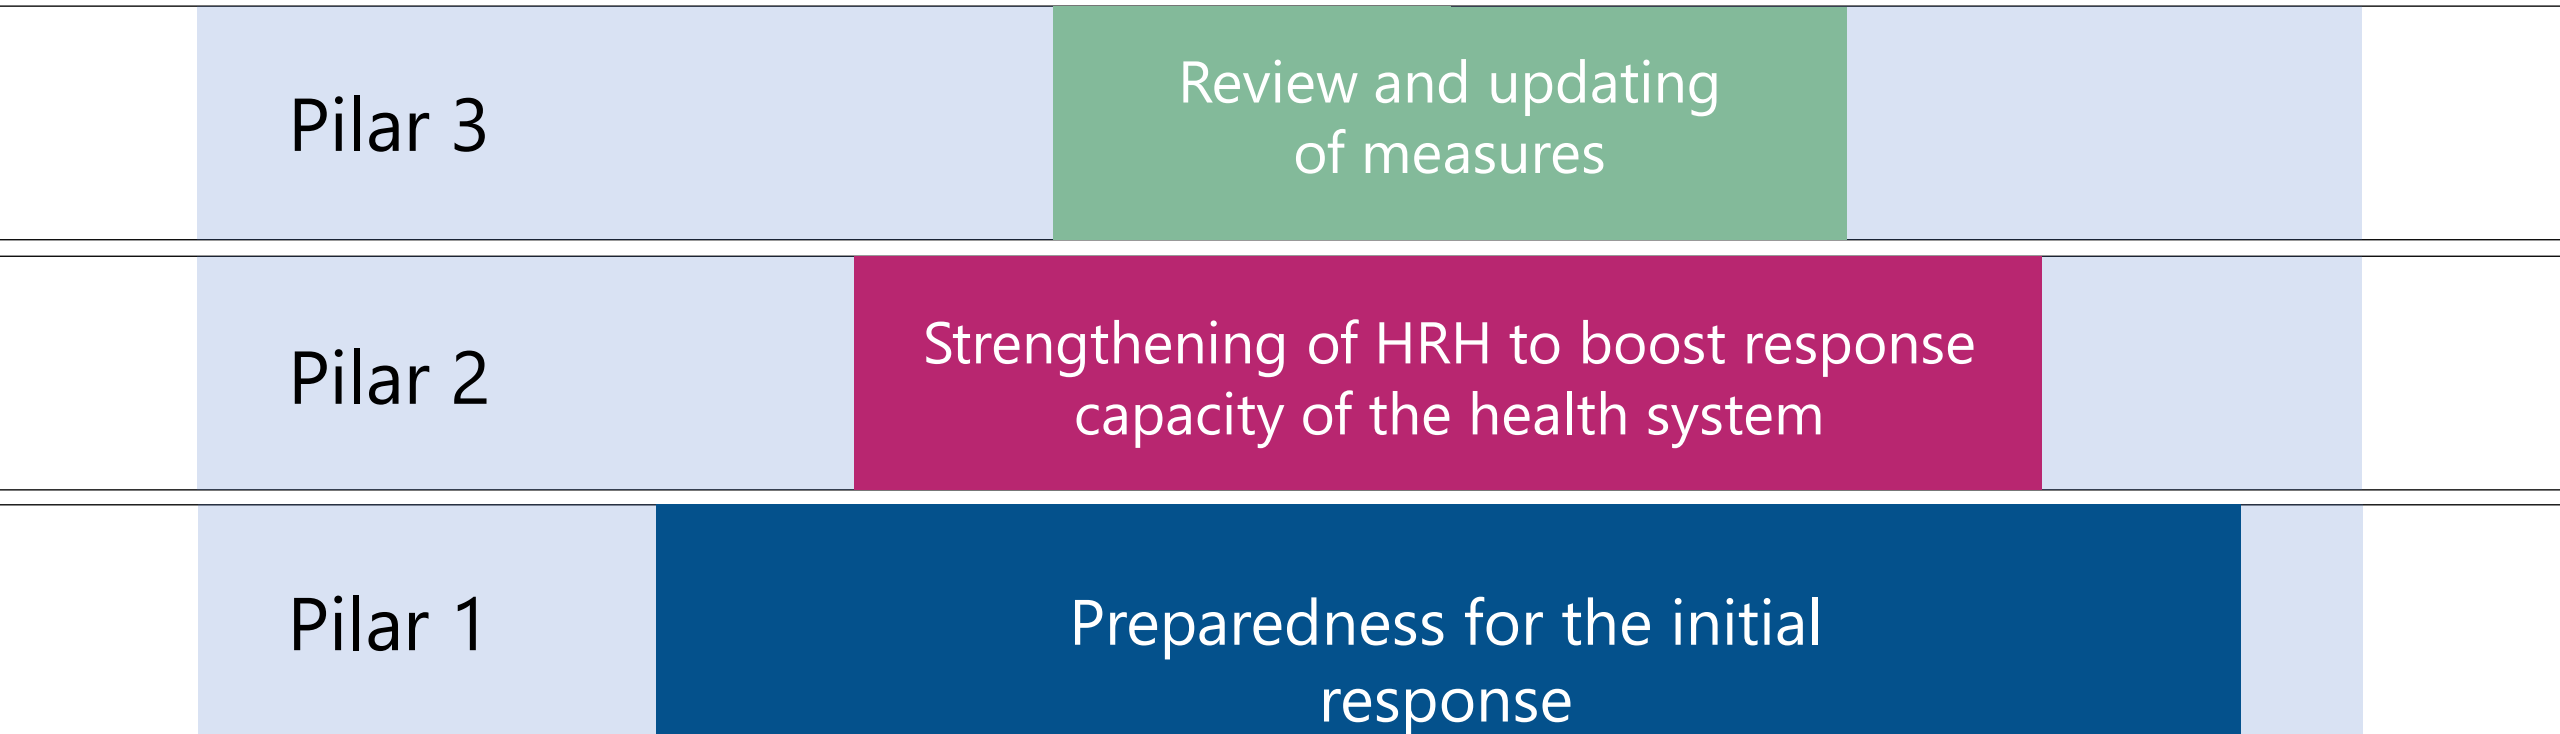 Pilar 3
Review and updating
of measures
Pilar 2
Strengthening of HRH to boost response
capacity of the health system
Pilar 1
Preparedness for the initial
response